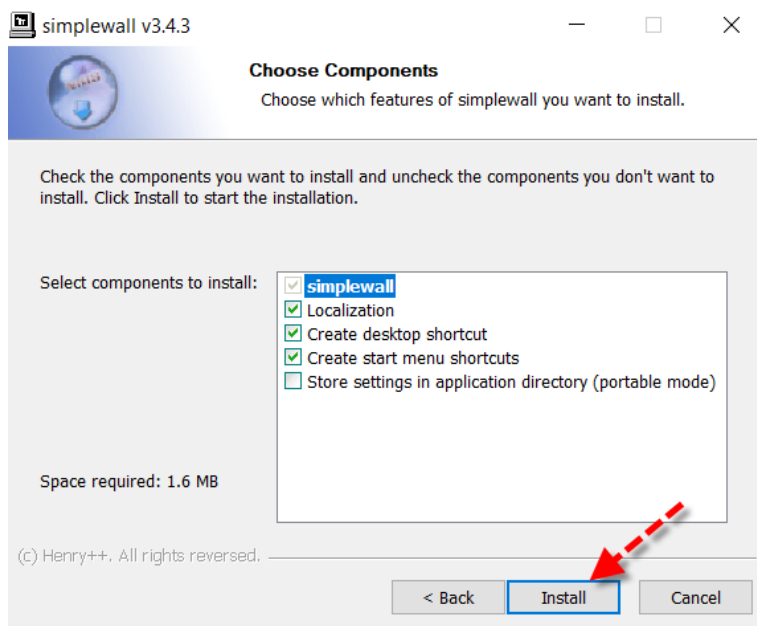 simplewall v3.4.3
Choose Components
Choose which features of simplewall you want to install.
Check the components you want to install and uncheck the components you don't want to
install. Click Install to start the installation.
Select components to install:
simplewall
Localization
Create desktop shortcut
Create start menu shortcuts
Store settings in application directory (portable mode)
Space required: 1.6 MB
(c) Henry++. All rights reversed.
< Back
Install
Cancel